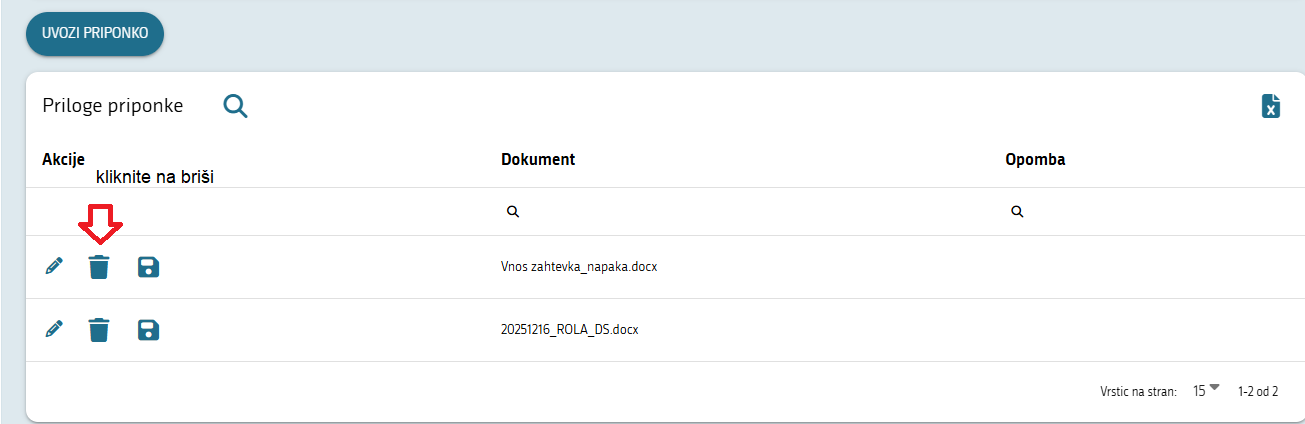 UVOZI PRIPONKO
Priloge priponke
Akcije Dokument Opomba
kliknite na briši
Vnos zahtevka_napaka.docx
20251216_ROLA_DS.docx
Vrstic na stran: 15 1-2 od 2